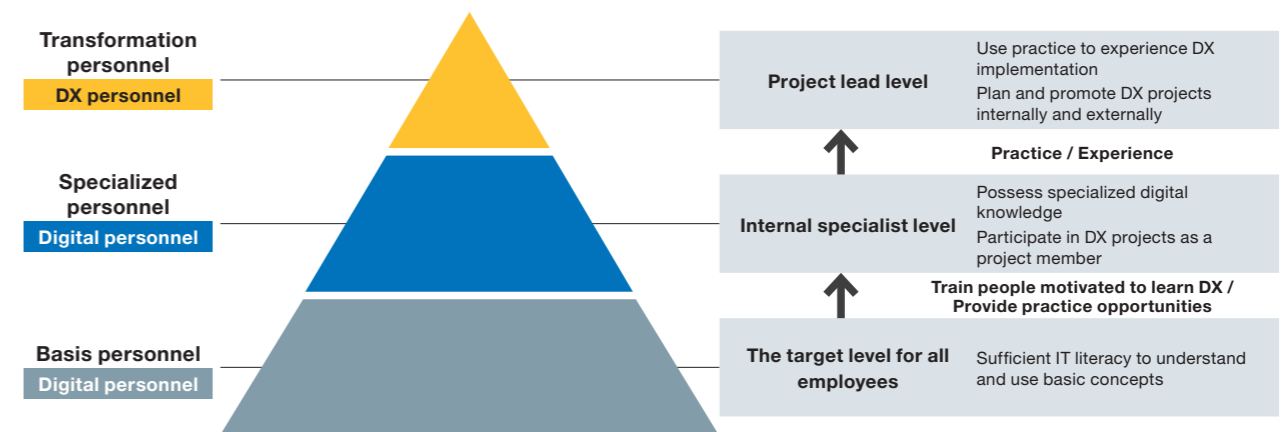 Transformation
personnel
DX personnel
Project lead level
Use practice to experience DX
implementation
Plan and promote DX projects
internally and externally
Practice / Experience
Specialized
personnel
Digital personnel
Internal specialist level
Possess specialized digital
knowledge
Participate in DX projects as a
project member
Train people motivated to learn DX /
Provide practice opportunities
Basis personnel
Digital personnel
The target level for all
employees
Sufficient IT literacy to understand
and use basic concepts